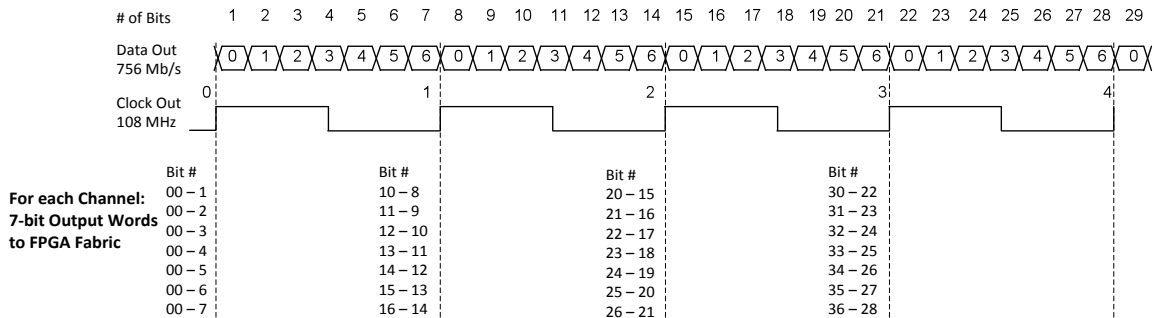 # of Bits 1 2 3 4 5 6 7 8 9 10 11 12 13 14 15 16 17 18 19 20 21 22 23 24 25 26 27 28 29
Data Out 0 1 2 3 4 5 6 0 1 2 3 4 5 6 0 1 2 3 4 5 6 0 1 2 3 4 5 6 0
756 Mb/s
0 1 2 3 4
Clock Out
108 MHz
Bit # Bit # Bit # Bit #
For each Channel:
7-bit Output Words
to FPGA Fabric
00 – 1 10 – 8 20 – 15 30 – 22
00 – 2 11 – 9 21 – 16 31 – 23
00 – 3 12 – 10 22 – 17 32 – 24
00 – 4 13 – 11 23 – 18 33 – 25
00 – 5 14 – 12 24 – 19 34 – 26
00 – 6 15 – 13 25 – 20 35 – 27
00 – 7 16 – 14 26 – 21 36 – 28